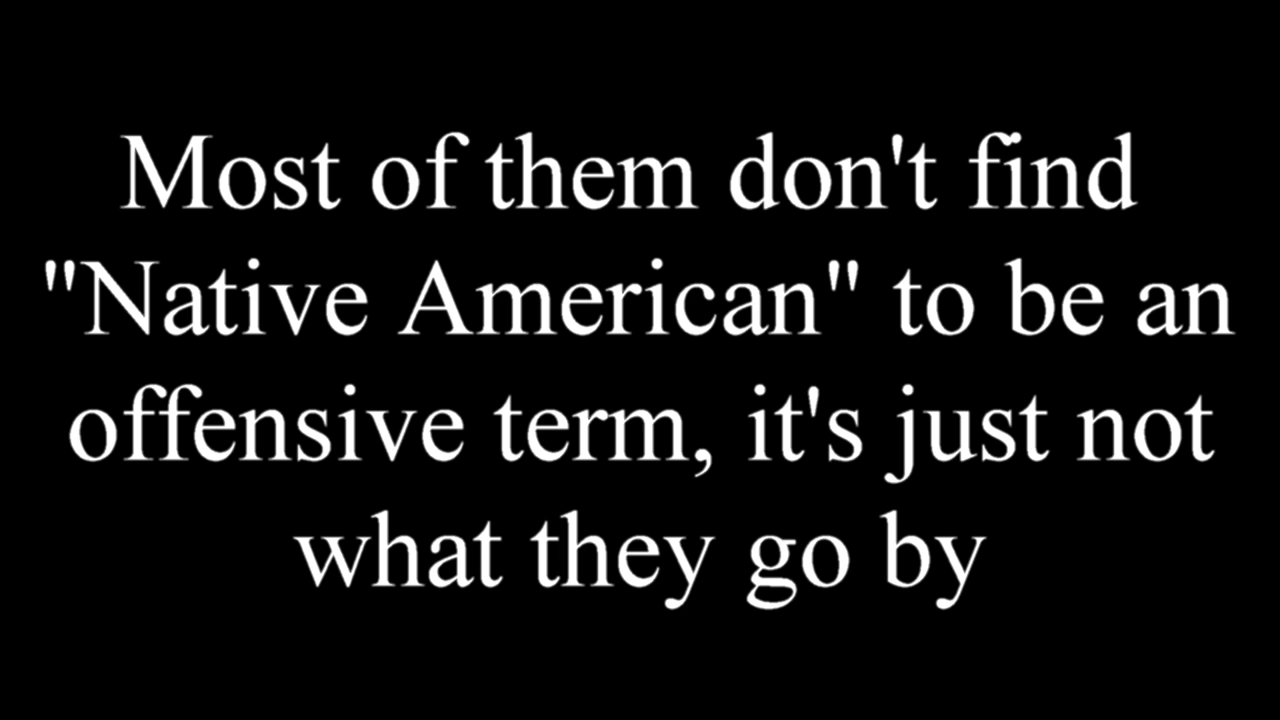 Most of them don't find
"Native American" to be an
offensive term, it's just not
what they go by